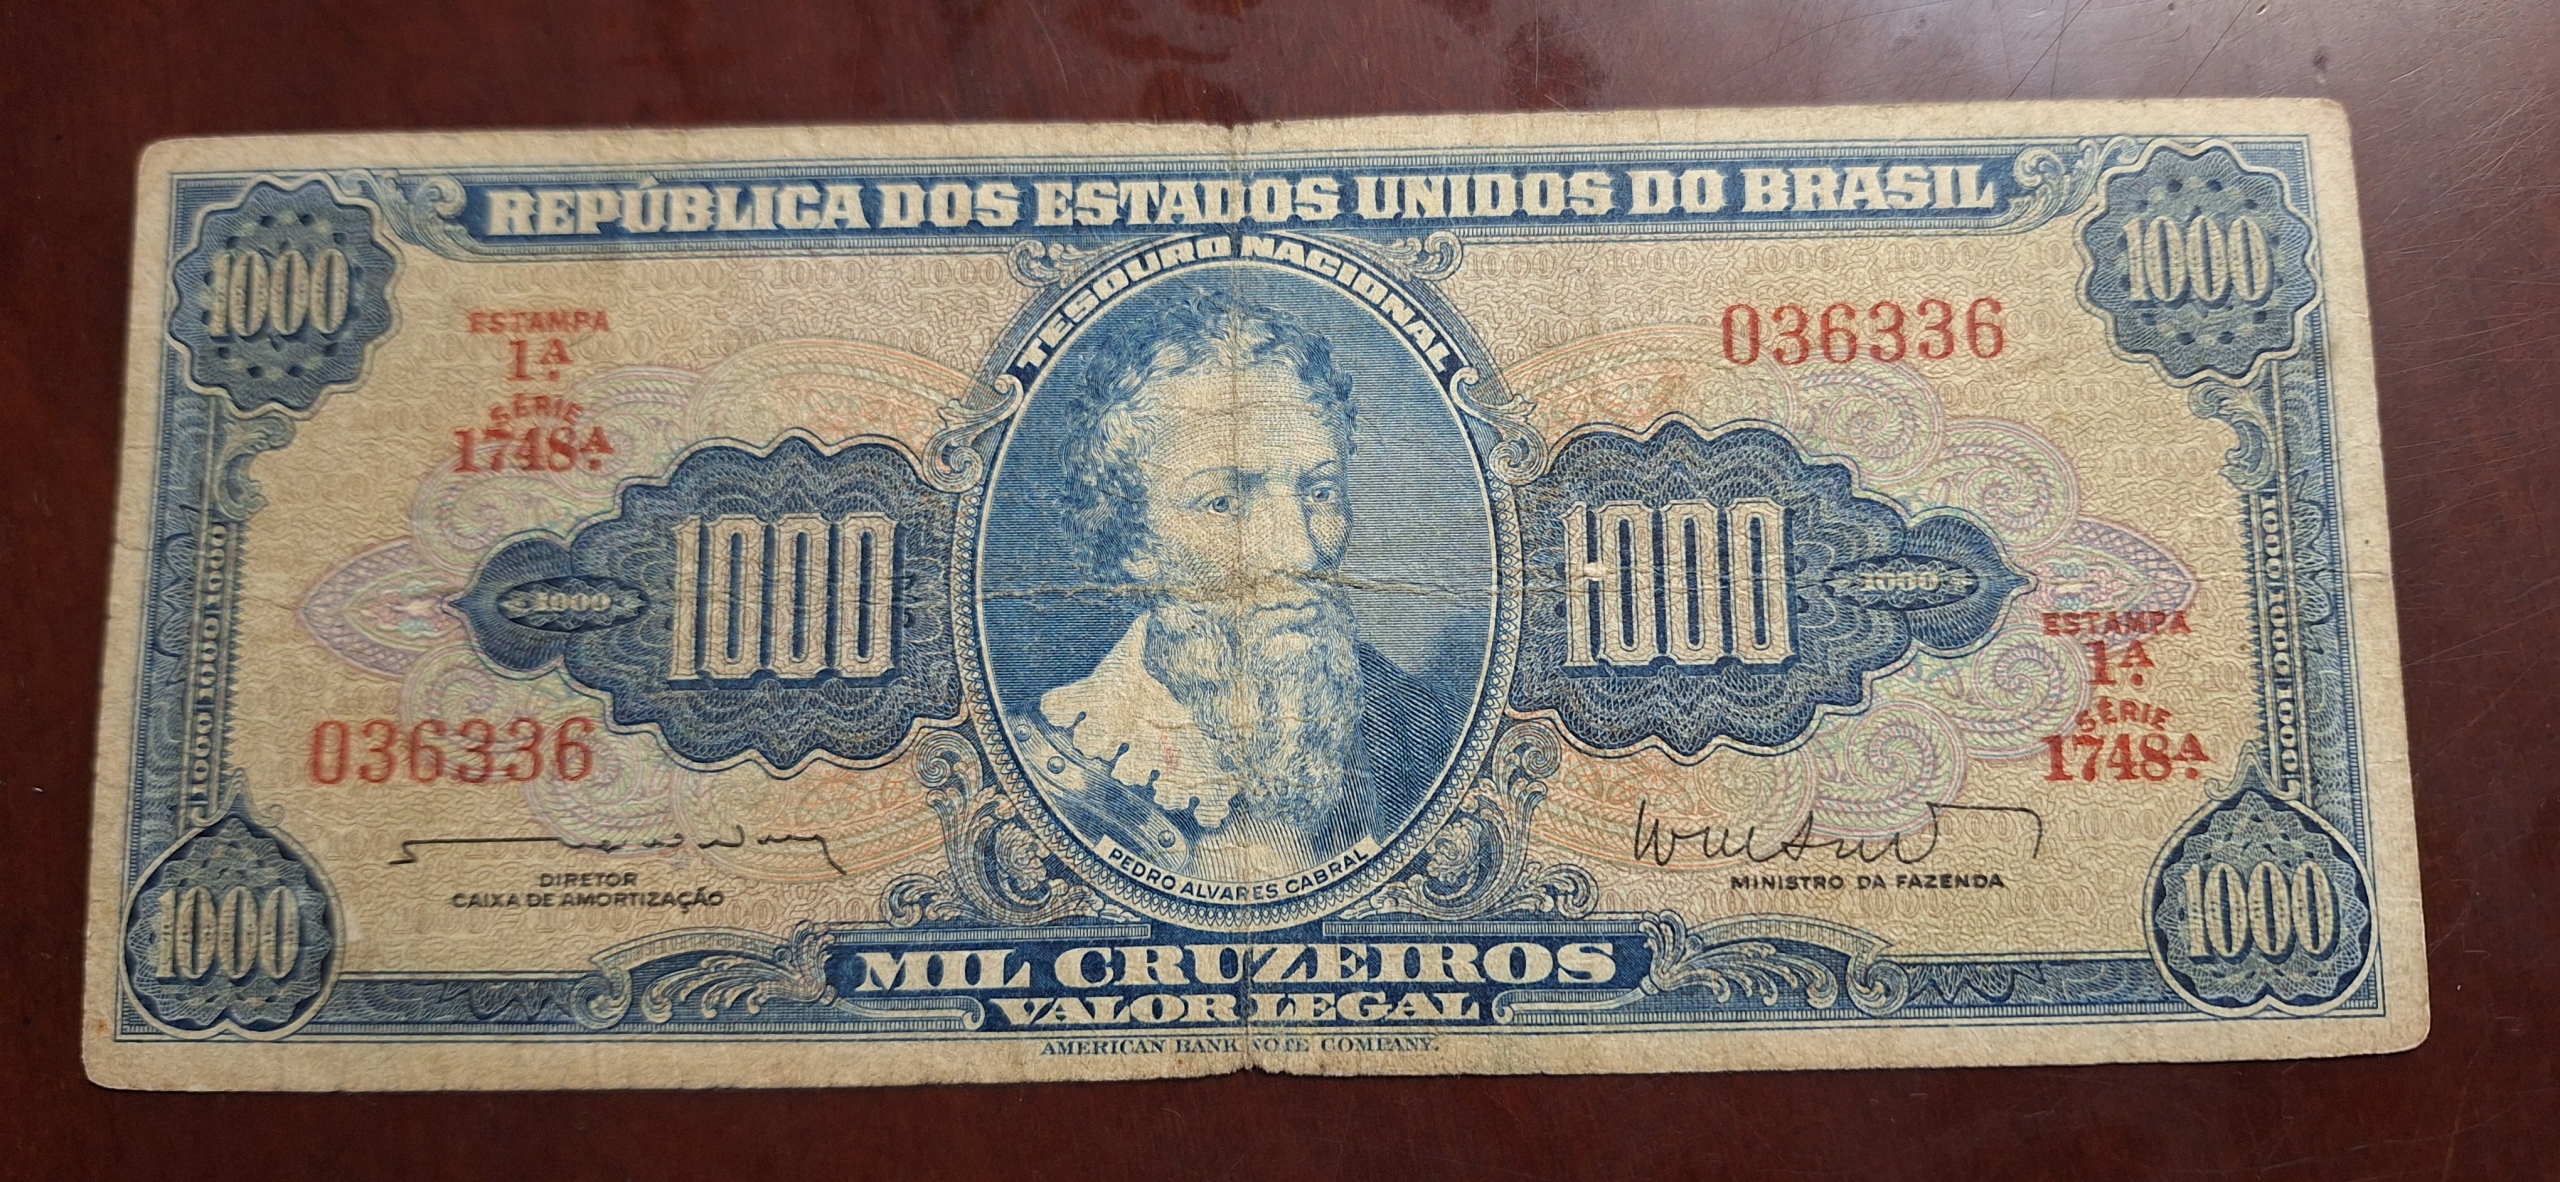 REPÚBLICA DOS ESTADOS UNIDOS DO BRASIL
TESOURO NACIONAL
1000
1000
ESTAMPA
1ª.
SÉRIE
1748ª.
036336
1000
1000
1000
1000
ESTAMPA
1ª.
SÉRIE
1748ª.
036336
DIRETOR
CAIXA DE AMORTIZAÇÃO
PEDRO ALVARES CABRAL
MINISTRO DA FAZENDA
1000
1000
MIL CRUZEIROS
VALOR LEGAL
AMERICAN BANK NOTE COMPANY.